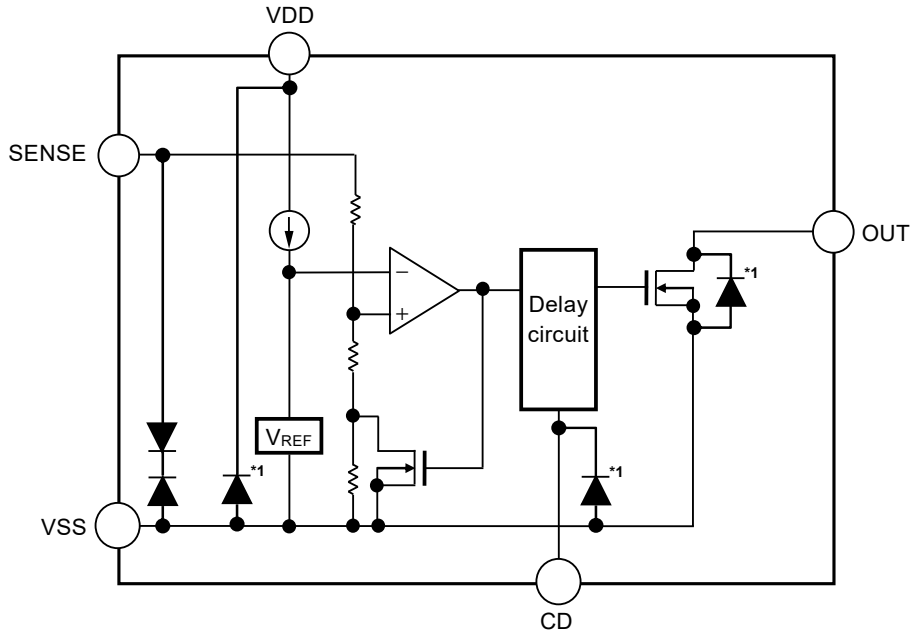 VDD
SENSE
OUT
*1
−
+
Delay
circuit
VREF
*1
*1
VSS
CD